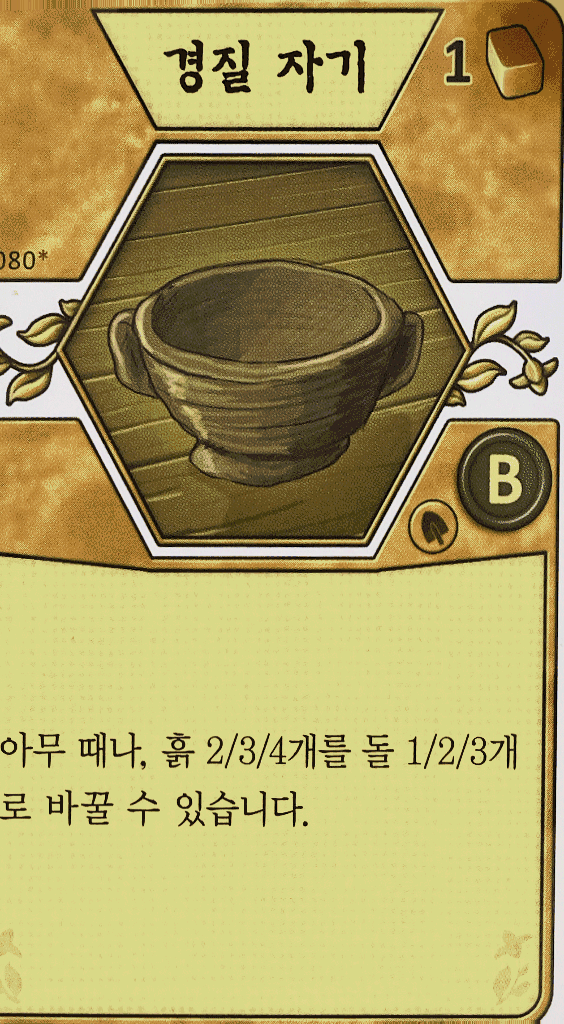 경질 자기
1
080*
B
아무 때나, 흙 2/3/4개를 돌 1/2/3개
로 바꿀 수 있습니다.